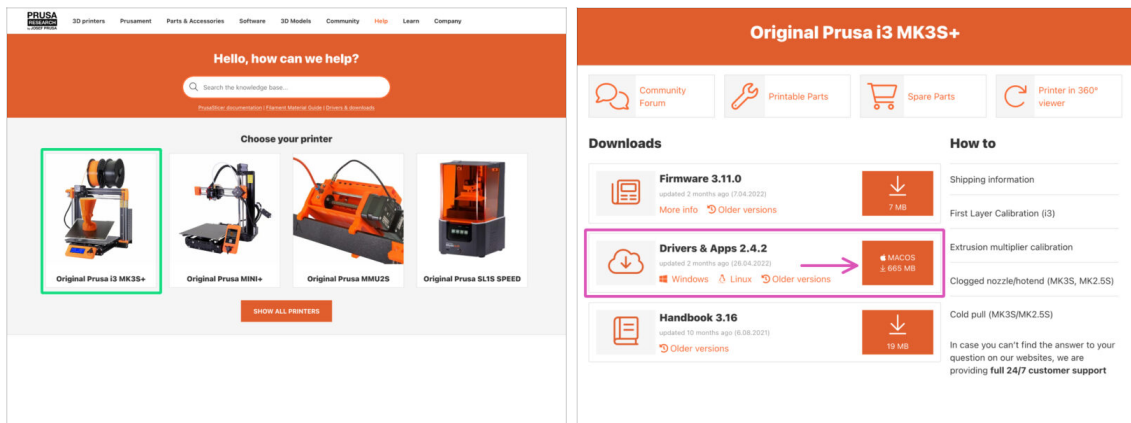 PRUSA
RESEARCH
by JOSEF PRUSA
3D printers Prusament Parts & Accessories Software 3D Models Community Help Learn Company
Hello, how can we help?
Search the knowledge base...
PrusaSlicer documentation | Filament Material Guide | Drivers & downloads
Choose your printer
Original Prusa i3 MK3S+ Original Prusa MINI+ Original Prusa MMU2S Original Prusa SL1S SPEED
SHOW ALL PRINTERS
Original Prusa i3 MK3S+
Community
Forum
Printable Parts
Spare Parts
Printer in 360°
viewer
Downloads
Firmware 3.11.0
updated 2 months ago (7.04.2022)
More info Older versions
7 MB
Drivers & Apps 2.4.2
updated 2 months ago (26.04.2022)
Windows Linux Older versions
MACOS
665 MB
Handbook 3.16
updated 10 months ago (6.08.2021)
Older versions
19 MB
How to
Shipping information
First Layer Calibration (i3)
Extrusion multiplier calibration
Clogged nozzle/hotend (MK3S, MK2.5S)
Cold pull (MK3S/MK2.5S)
In case you can't find the answer to your
question on our websites, we are
providing full 24/7 customer support